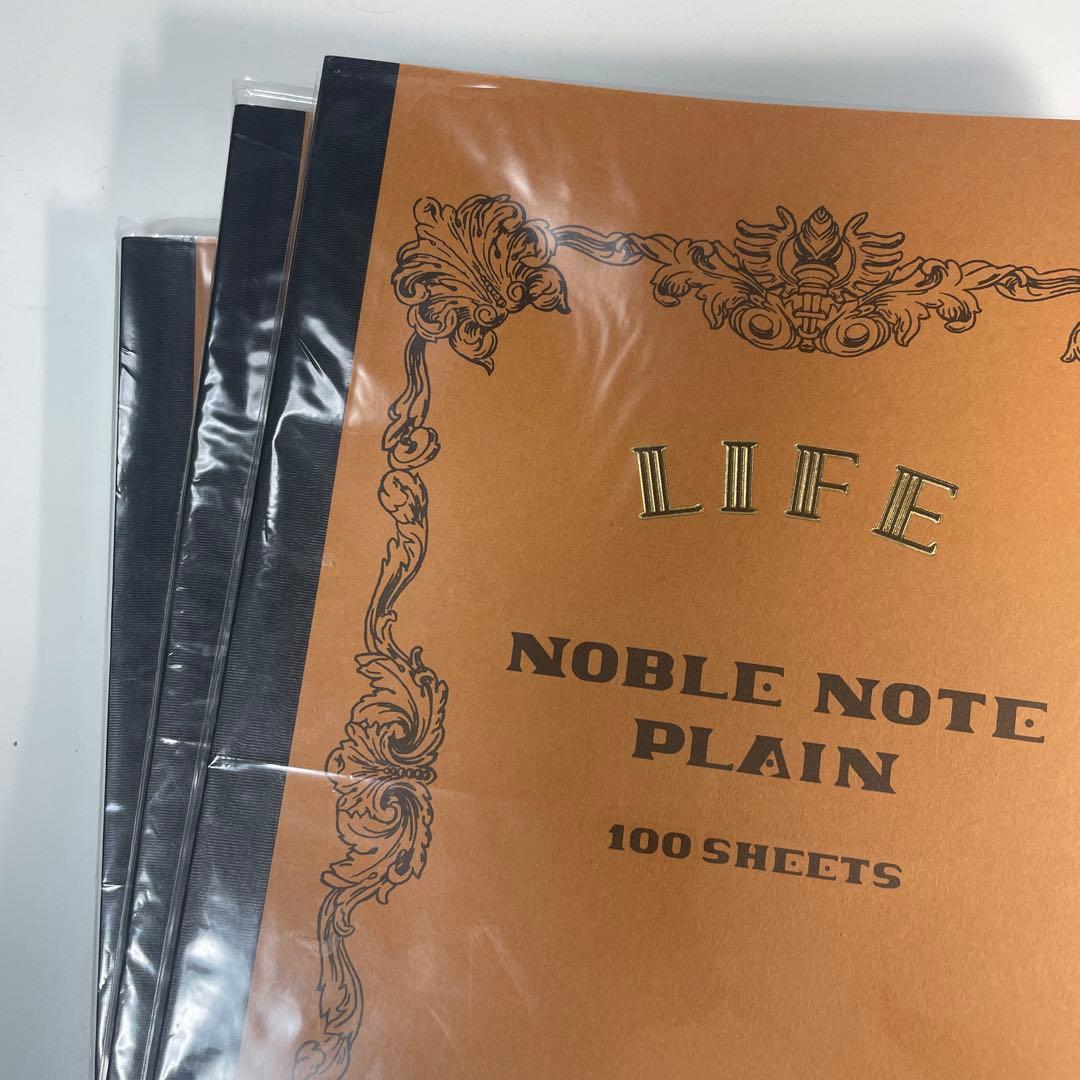 LIFE
NOBLE NOTE
PLAIN
100 SHEETS